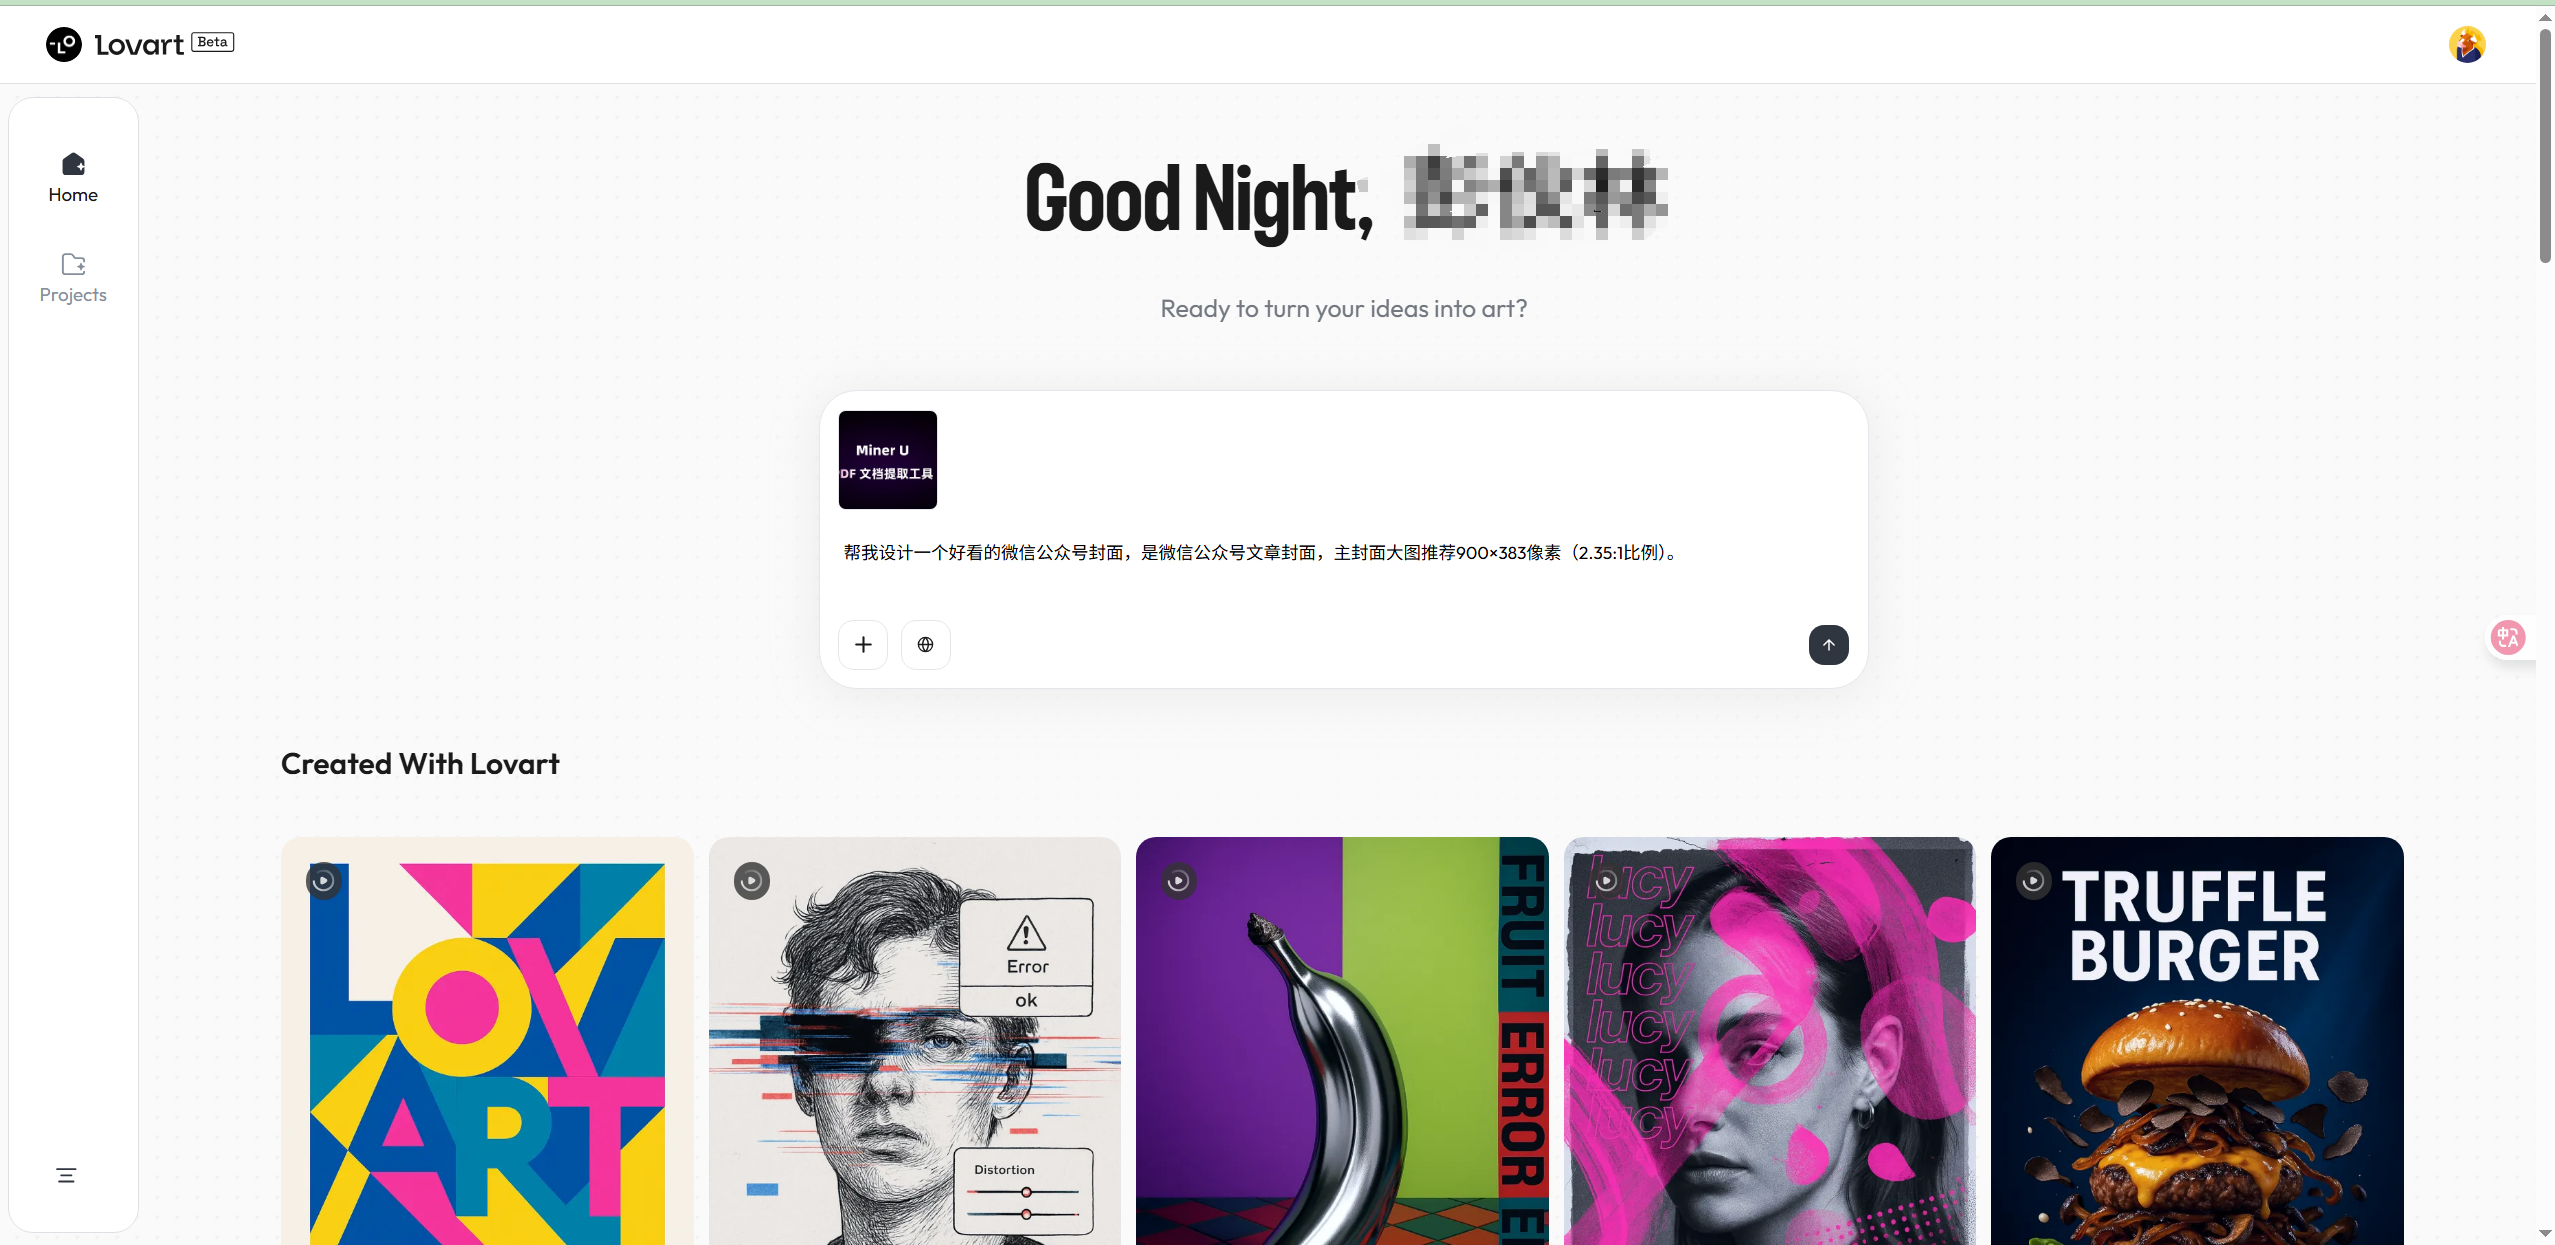 Lovart Beta
Home
Projects
Good Night,
Ready to turn your ideas into art?
Miner U
DF 文档提取工具
帮我设计一个好看的微信公众号封面，是微信公众号文章封面，主封面大图推荐900×383像素（2.35:1比例）。
Created With Lovart
LOV
ART
Error
ok
Distortion
FRUIT ERROR E
lucy
lucy
lucy
lucy
lucy
lucy
TRUFFLE
BURGER